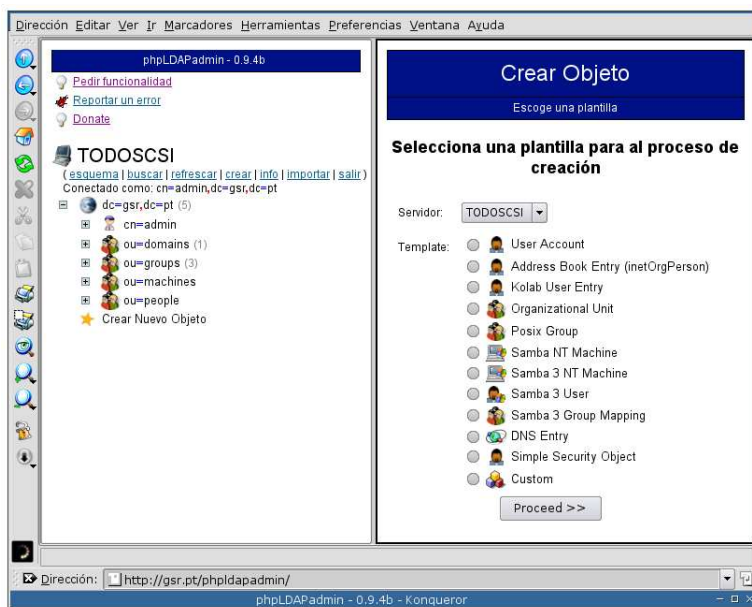 Dirección Editar Ver Ir Marcadores Herramientas Preferencias Ventana Ayuda
phpLDAPadmin - 0.9.4b
Pedir funcionalidad
Reportar un error
Donate
TODOSCSI
( esquema | buscar | refrescar | crear | info | importar | salir )
Conectado como: cn=admin,dc=gsr,dc=pt
dc=gsr,dc=pt (5)
cn=admin
ou=domains (1)
ou=groups (3)
ou=machines
ou=people
Crear Nuevo Objeto
Crear Objeto
Escoge una plantilla
Selecciona una plantilla para al proceso de
creación
Servidor: TODOSCSI
Template:
User Account
Address Book Entry (inetOrgPerson)
Kolab User Entry
Organizational Unit
Posix Group
Samba NT Machine
Samba 3 NT Machine
Samba 3 User
Samba 3 Group Mapping
DNS Entry
Simple Security Object
Custom
Proceed >>
Dirección: http://gsr.pt/phpldapadmin/
phpLDAPadmin - 0.9.4b - Konqueror